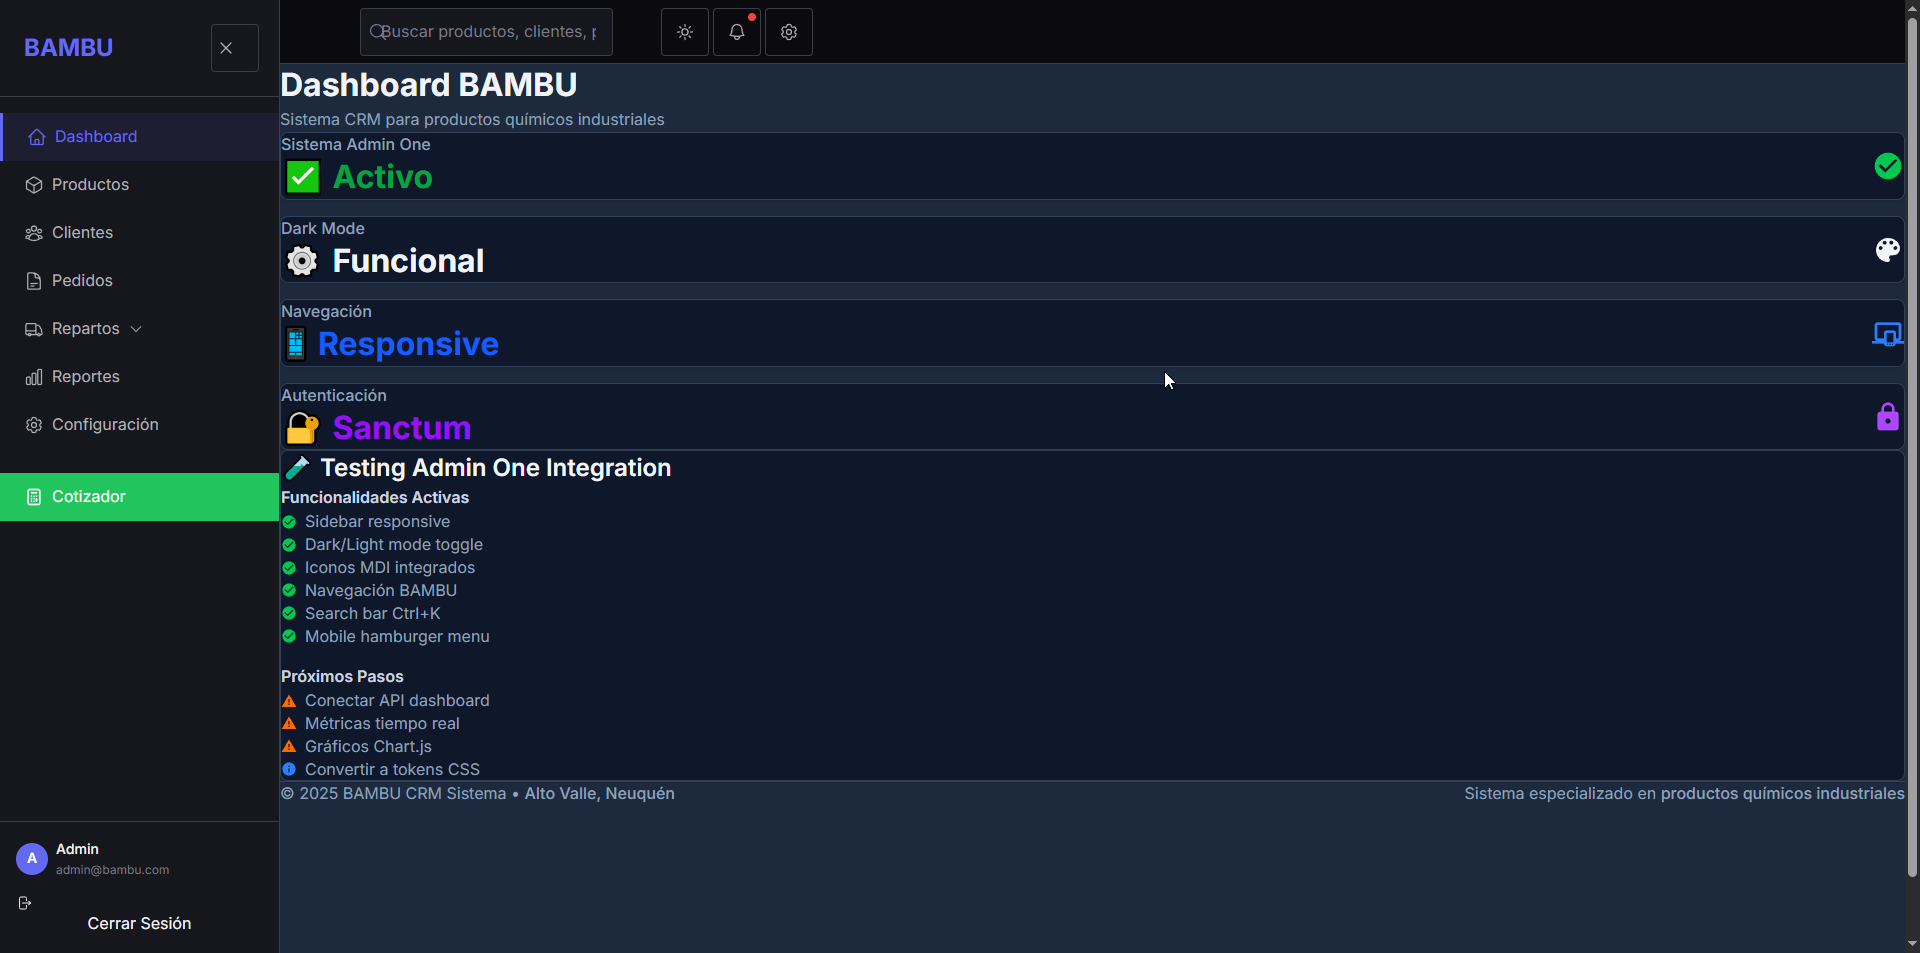 BAMBU
Dashboard
Productos
Clientes
Pedidos
Repartos
Reportes
Configuración
Cotizador
A
Admin
admin@bambu.com
Cerrar Sesión
Buscar productos, clientes, p
Dashboard BAMBU
Sistema CRM para productos químicos industriales
Sistema Admin One
✅ Activo
Dark Mode
⚙️ Funcional
Navegación
📱 Responsive
Autenticación
🔐 Sanctum
🧪 Testing Admin One Integration
Funcionalidades Activas
Sidebar responsive
Dark/Light mode toggle
Iconos MDI integrados
Navegación BAMBU
Search bar Ctrl+K
Mobile hamburger menu
Próximos Pasos
Conectar API dashboard
Métricas tiempo real
Gráficos Chart.js
Convertir a tokens CSS
© 2025 BAMBU CRM Sistema • Alto Valle, Neuquén
Sistema especializado en productos químicos industriales